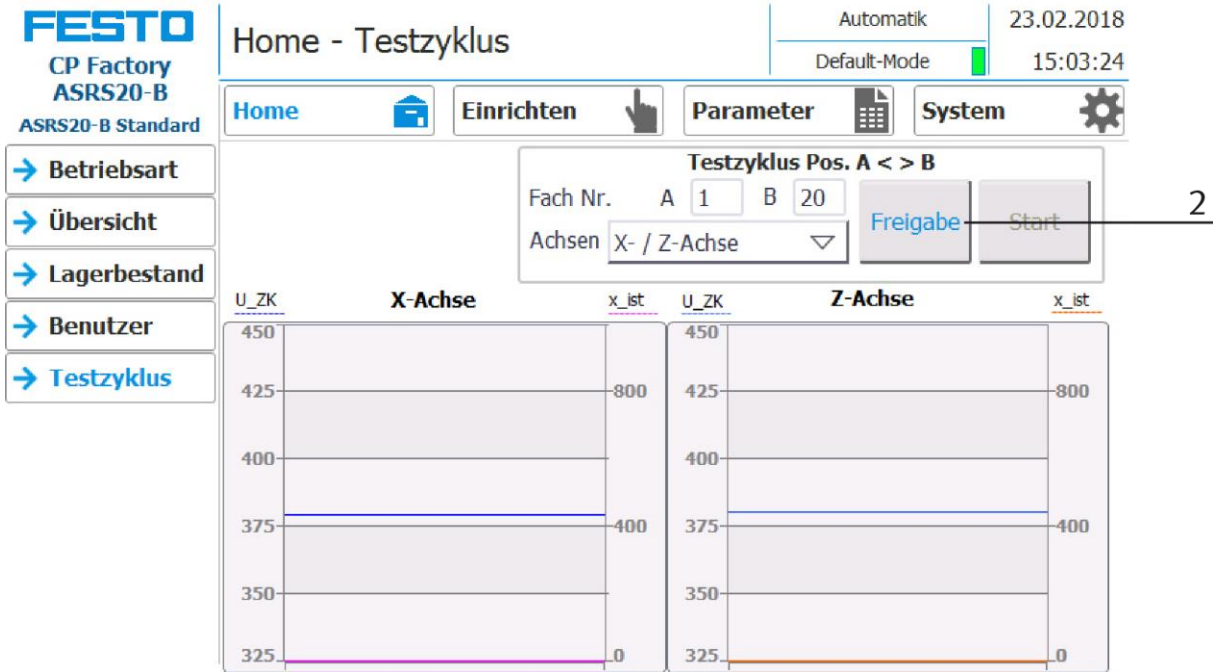 FESTO
CP Factory
ASRS20-B
ASRS20-B Standard
Home - Testzyklus
Automatik
Default-Mode
23.02.2018
15:03:24
Home
Einrichten
Parameter
System
Betriebsart
Übersicht
Lagerbestand
Benutzer
Testzyklus
Testzyklus Pos. A < > B
Fach Nr. A 1 B 20
Achsen X- / Z-Achse
Freigabe
Start
2
U_ZK X-Achse x_ist
450
425 800
400
375 400
350
325 0
U_ZK Z-Achse x_ist
450
425 800
400
375 400
350
325 0